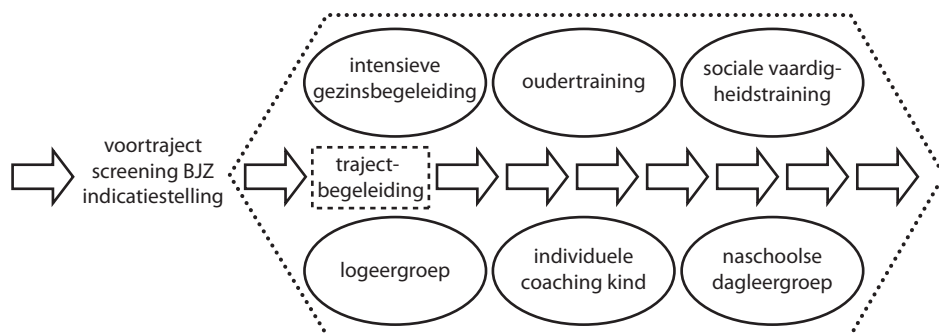 intensieve
gezinsbegeleiding
oudertraining
sociale vaardig-
heidstraining
voortraject
screening BJZ
indicatiestelling
traject-
begeleiding
logeergroep
individuele
coaching kind
naschoolse
dagleergroep